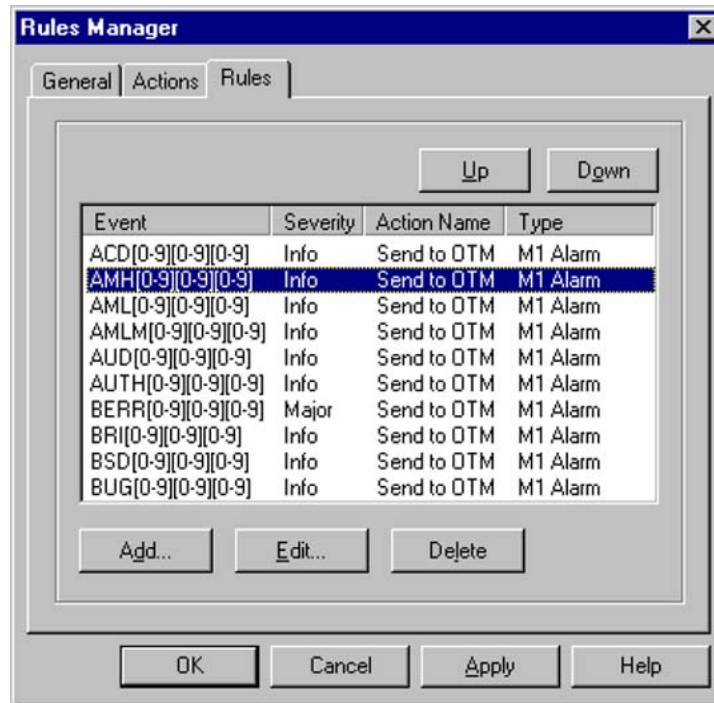 Rules Manager
General Actions Rules
Up Down
Event Severity Action Name Type
ACD[0-9][0-9][0-9] Info Send to OTM M1 Alarm
AMH[0-9][0-9][0-9] Info Send to OTM M1 Alarm
AML[0-9][0-9][0-9] Info Send to OTM M1 Alarm
AMLM[0-9][0-9][0-9] Info Send to OTM M1 Alarm
AUD[0-9][0-9][0-9] Info Send to OTM M1 Alarm
AUTH[0-9][0-9][0-9] Info Send to OTM M1 Alarm
BERR[0-9][0-9][0-9] Major Send to OTM M1 Alarm
BRI[0-9][0-9][0-9] Info Send to OTM M1 Alarm
BSD[0-9][0-9][0-9] Info Send to OTM M1 Alarm
BUG[0-9][0-9][0-9] Info Send to OTM M1 Alarm
Add... Edit... Delete
OK Cancel Apply Help